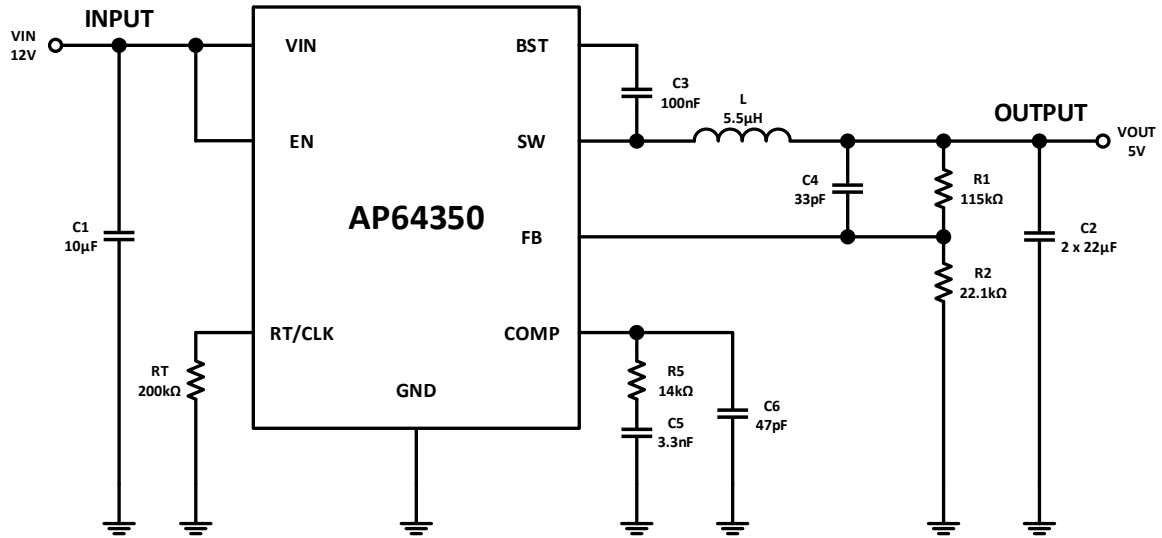 INPUT
VIN
12V
VIN
BST
C3
100nF
L
5.5µH
OUTPUT
VOUT
5V
EN
SW
C4
33pF
R1
115kΩ
AP64350
C1
10µF
FB
C2
2 x 22µF
R2
22.1kΩ
RT/CLK
COMP
RT
200kΩ
GND
R5
14kΩ
C6
47pF
C5
3.3nF